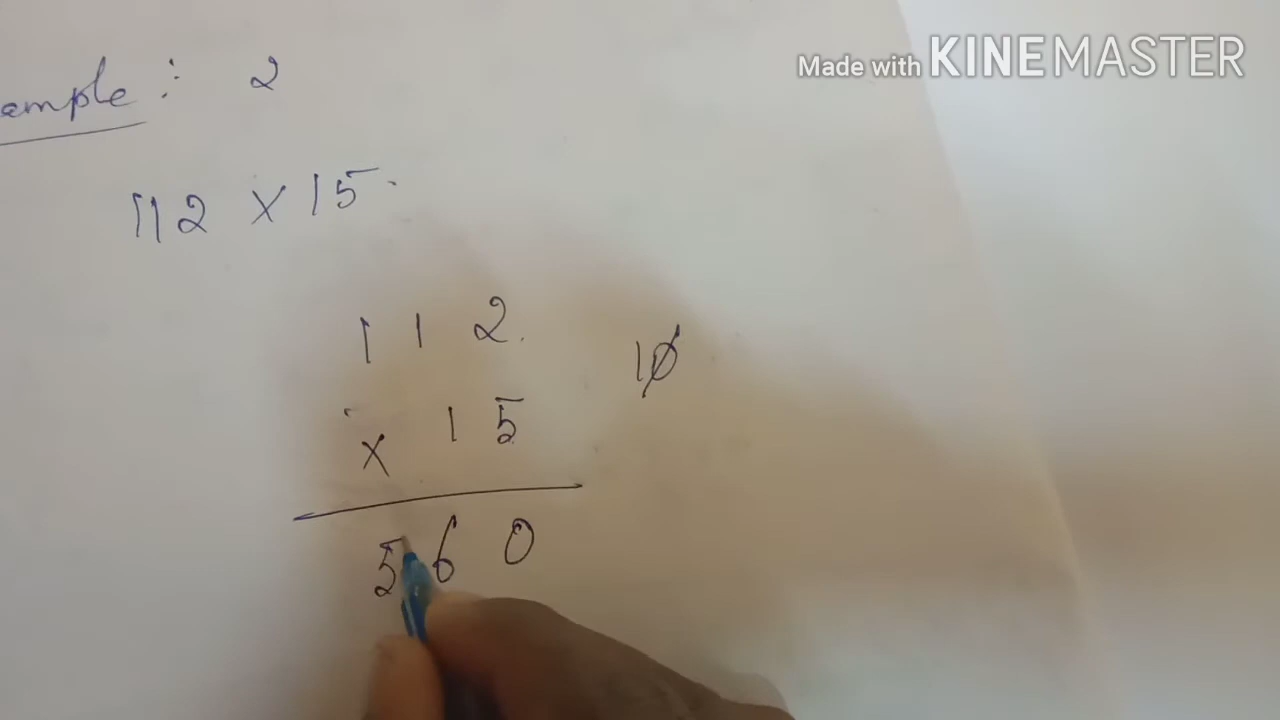 Made with KINEMASTER
ample : 2
112 X 15.
1 1 2.
10
X 1 5
5 6 0